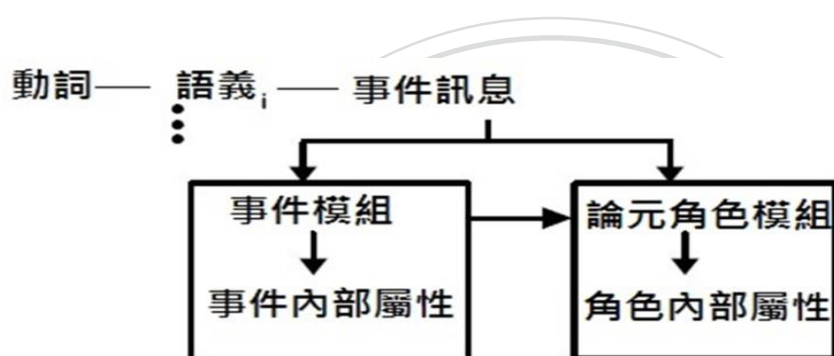 動詞— 語義i — 事件訊息
事件模組
論元角色模組
事件內部屬性
角色內部屬性